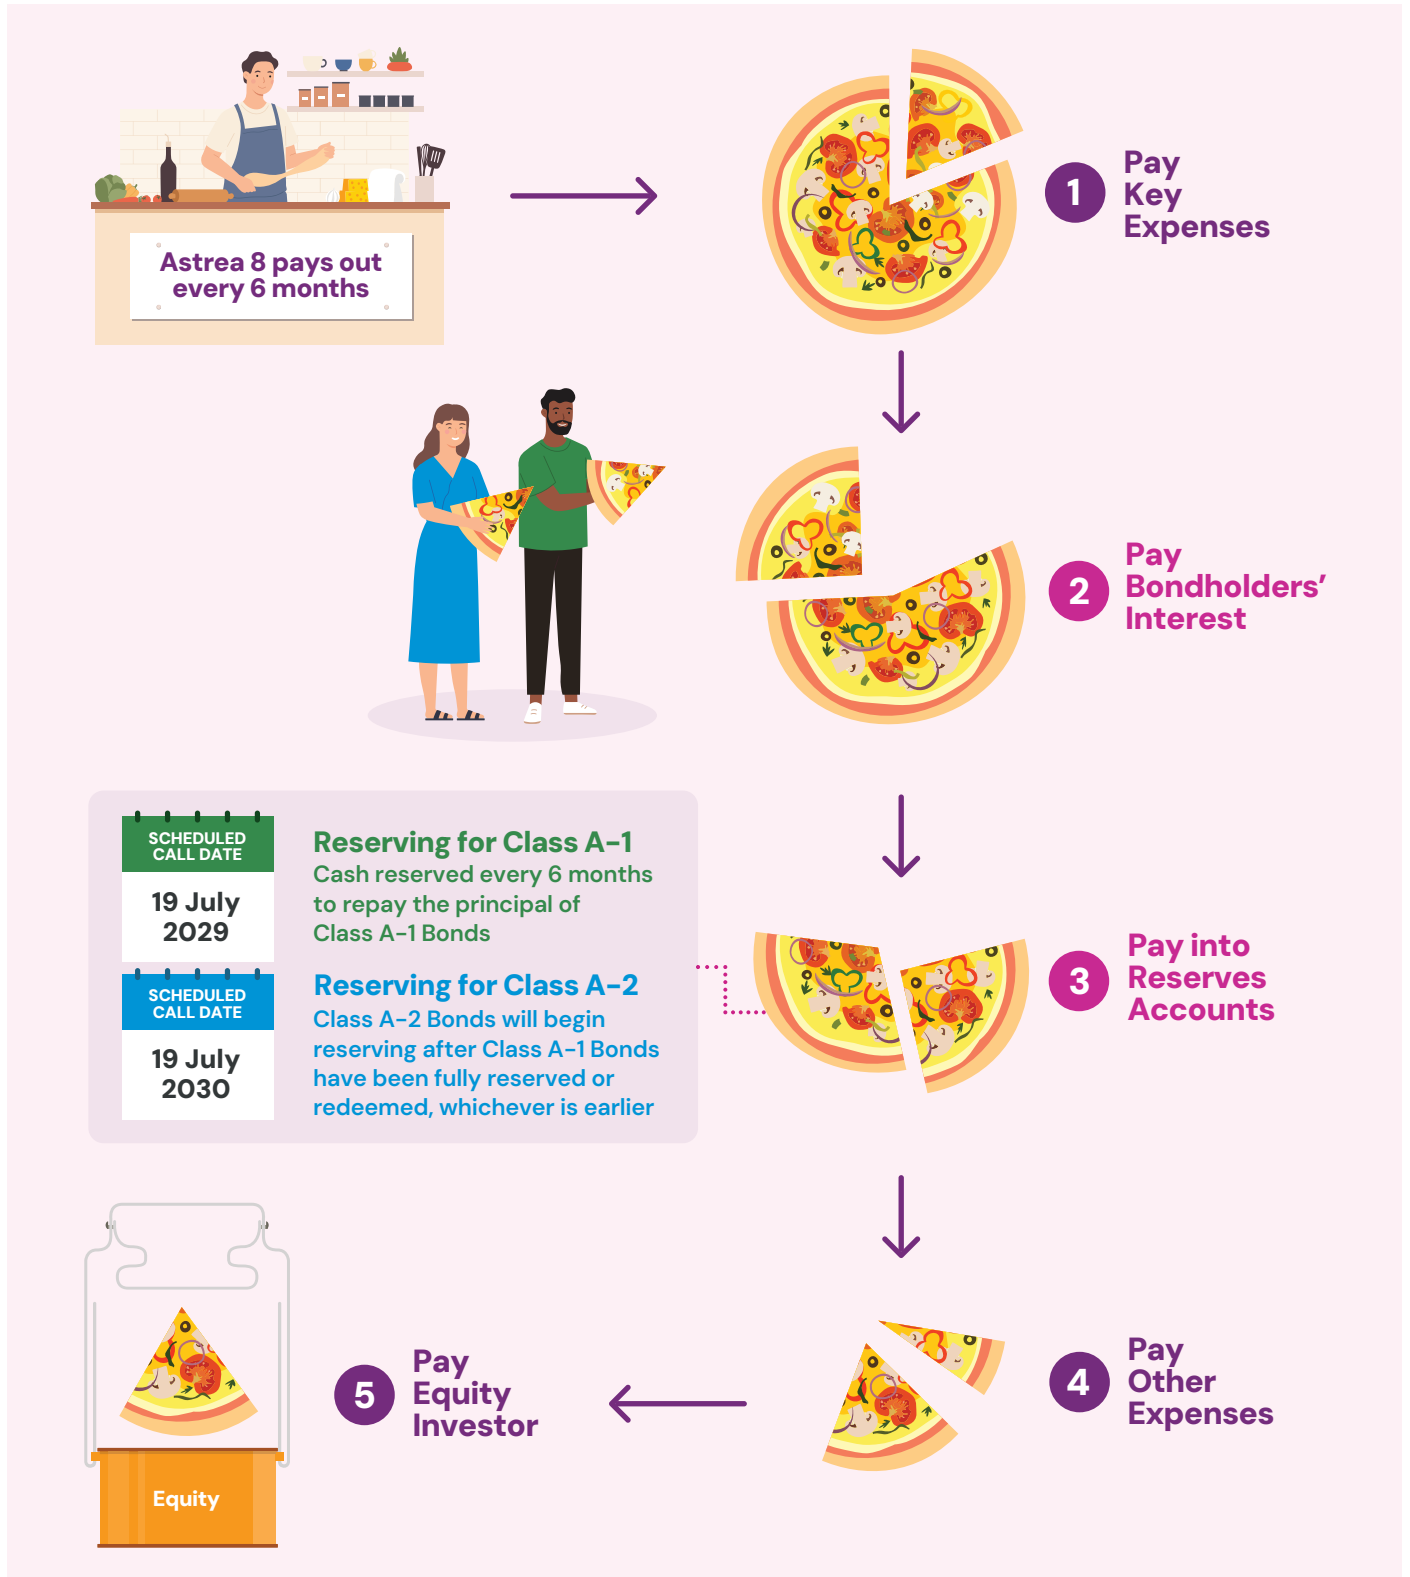 Astrea 8 pays out
every 6 months
1
Pay
Key
Expenses
2
Pay
Bondholders’
Interest
SCHEDULED
CALL DATE
19 July
2029
Reserving for Class A-1
Cash reserved every 6 months
to repay the principal of
Class A-1 Bonds
SCHEDULED
CALL DATE
19 July
2030
Reserving for Class A-2
Class A-2 Bonds will begin
reserving after Class A-1 Bonds
have been fully reserved or
redeemed, whichever is earlier
3
Pay into
Reserves
Accounts
4
Pay
Other
Expenses
5
Pay
Equity
Investor
Equity